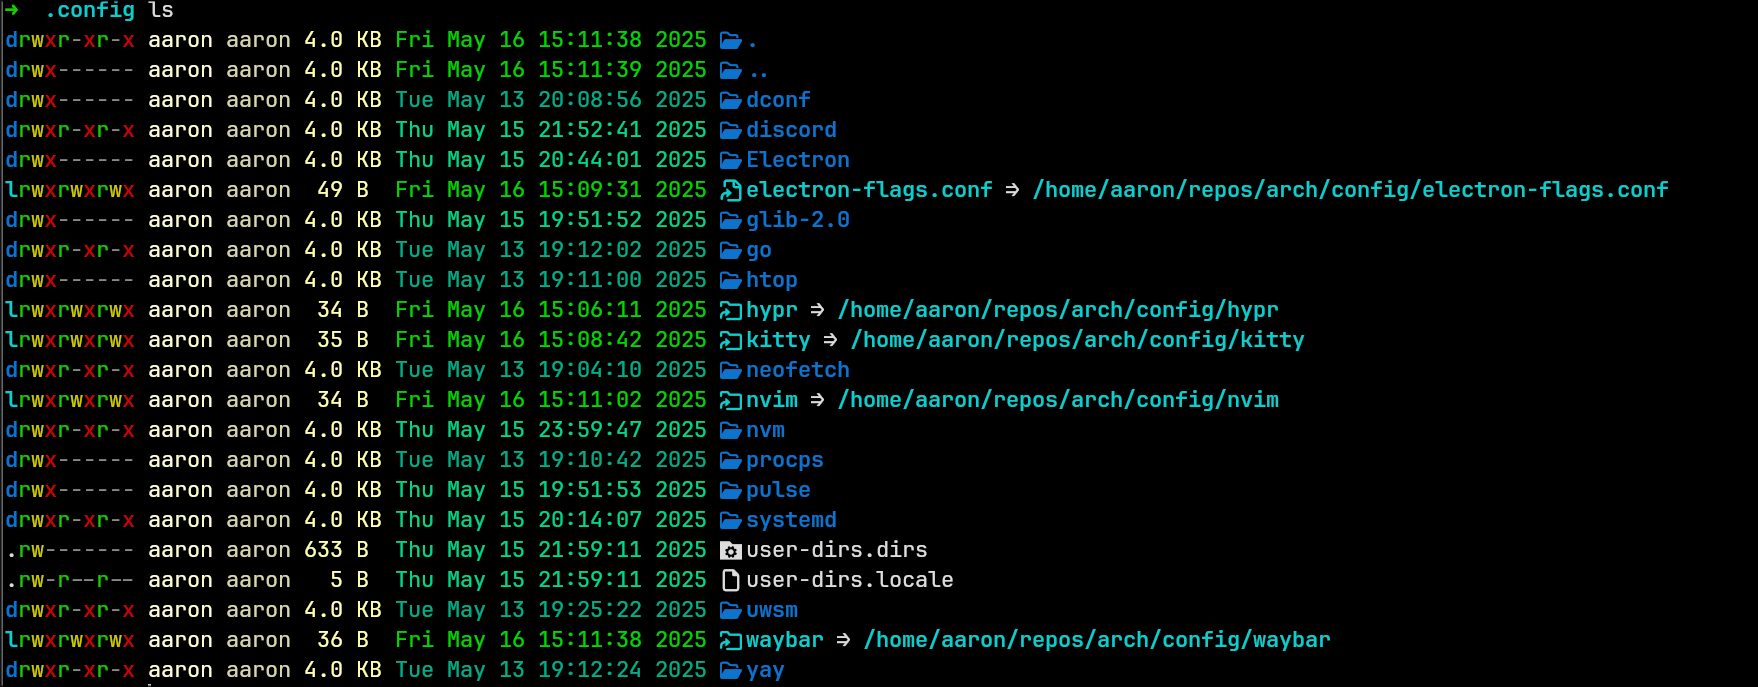 →  .config ls
drwxr-xr-x aaron aaron 4.0 KB Fri May 16 15:11:38 2025 .
drwx------ aaron aaron 4.0 KB Fri May 16 15:11:39 2025 ..
drwx------ aaron aaron 4.0 KB Tue May 13 20:08:56 2025 dconf
drwxr-xr-x aaron aaron 4.0 KB Thu May 15 21:52:41 2025 discord
drwx------ aaron aaron 4.0 KB Thu May 15 20:44:01 2025 Electron
lrwxrwxrwx aaron aaron  49 B  Fri May 16 15:09:31 2025 electron-flags.conf ⇒ /home/aaron/repos/arch/config/electron-flags.conf
drwx------ aaron aaron 4.0 KB Thu May 15 19:51:52 2025 glib-2.0
drwxr-xr-x aaron aaron 4.0 KB Tue May 13 19:12:02 2025 go
drwx------ aaron aaron 4.0 KB Tue May 13 19:11:00 2025 htop
lrwxrwxrwx aaron aaron  34 B  Fri May 16 15:06:11 2025 hypr ⇒ /home/aaron/repos/arch/config/hypr
lrwxrwxrwx aaron aaron  35 B  Fri May 16 15:08:42 2025 kitty ⇒ /home/aaron/repos/arch/config/kitty
drwxr-xr-x aaron aaron 4.0 KB Tue May 13 19:04:10 2025 neofetch
lrwxrwxrwx aaron aaron  34 B  Fri May 16 15:11:02 2025 nvim ⇒ /home/aaron/repos/arch/config/nvim
drwxr-xr-x aaron aaron 4.0 KB Thu May 15 23:59:47 2025 nvm
drwx------ aaron aaron 4.0 KB Tue May 13 19:10:42 2025 procps
drwx------ aaron aaron 4.0 KB Thu May 15 19:51:53 2025 pulse
drwxr-xr-x aaron aaron 4.0 KB Thu May 15 20:14:07 2025 systemd
.rw------- aaron aaron 633 B  Thu May 15 21:59:11 2025 user-dirs.dirs
.rw-r--r-- aaron aaron   5 B  Thu May 15 21:59:11 2025 user-dirs.locale
drwxr-xr-x aaron aaron 4.0 KB Tue May 13 19:25:22 2025 uwsm
lrwxrwxrwx aaron aaron  36 B  Fri May 16 15:11:38 2025 waybar ⇒ /home/aaron/repos/arch/config/waybar
drwxr-xr-x aaron aaron 4.0 KB Tue May 13 19:12:24 2025 yay